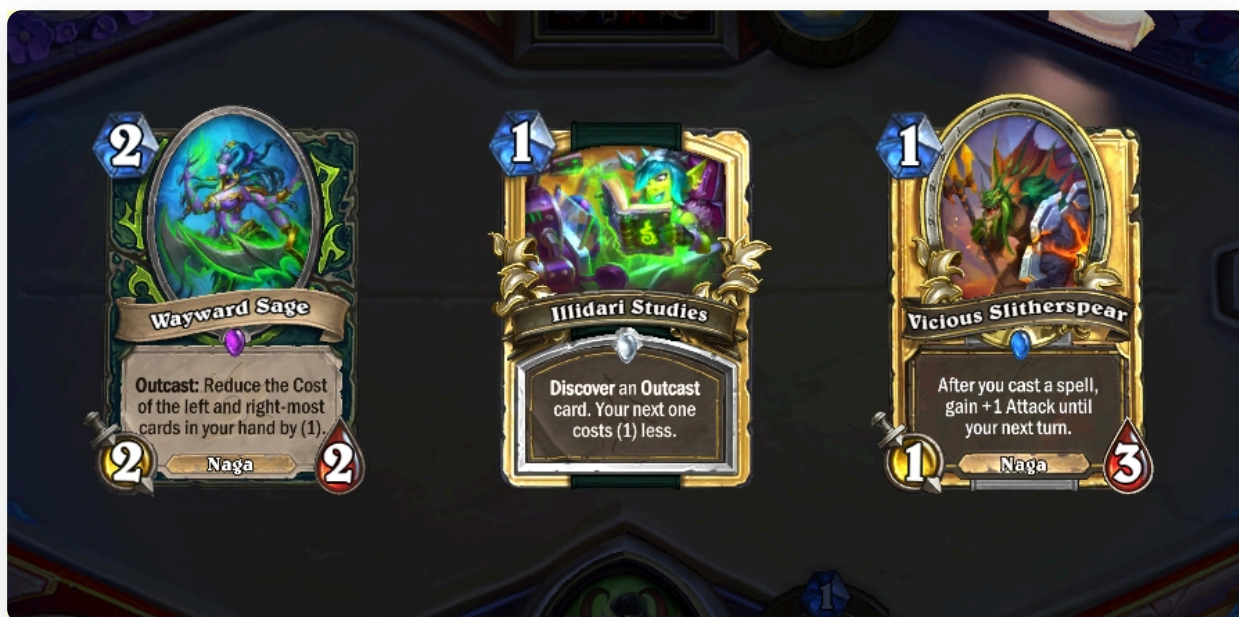 2
Wayward Sage
Outcast: Reduce the Cost
of the left and right-most
cards in your hand by (1).
2
Naga
2
1
Illidari Studies
Discover an Outcast
card. Your next one
costs (1) less.
1
Vicious Slitherspear
After you cast a spell,
gain +1 Attack until
your next turn.
1
Naga
3
1